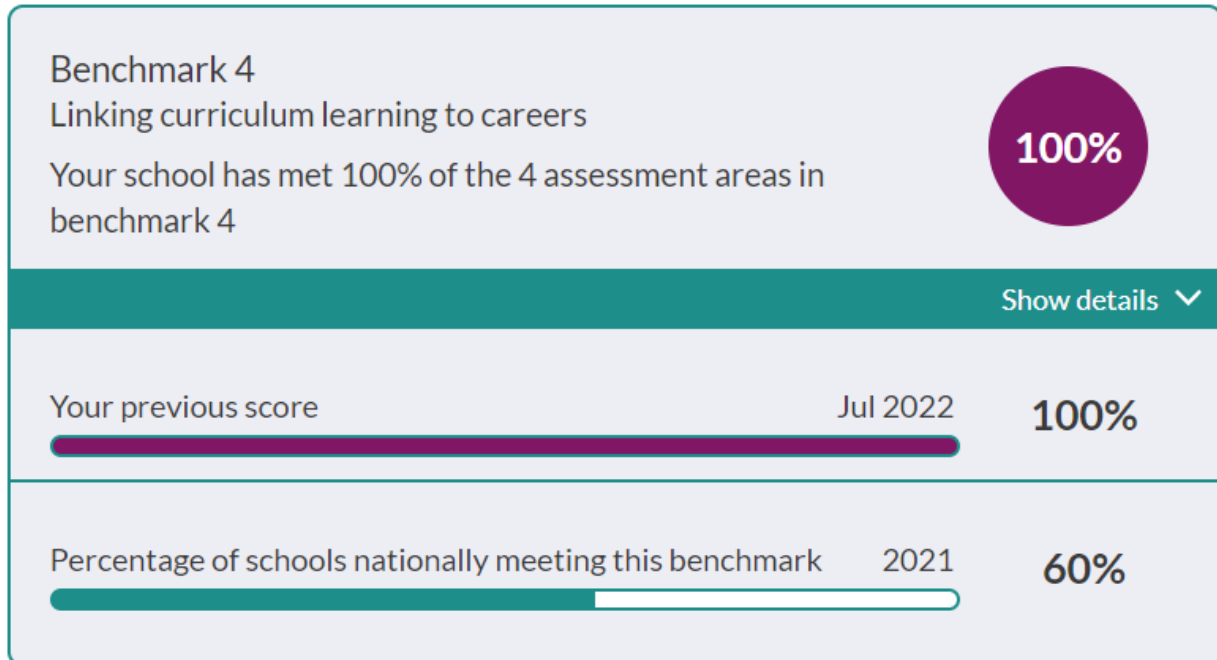 Benchmark 4
Linking curriculum learning to careers
Your school has met 100% of the 4 assessment areas in
benchmark 4
100%
Show details
Your previous score Jul 2022 100%
Percentage of schools nationally meeting this benchmark 2021 60%